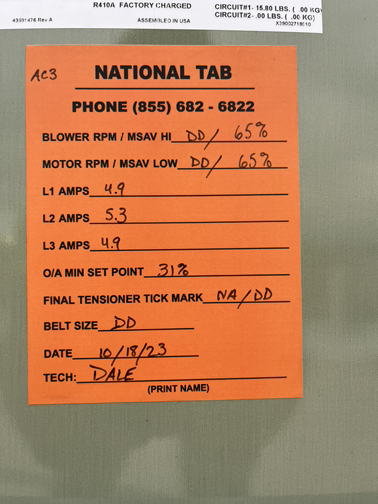 R410A FACTORY CHARGED
CIRCUIT#1- 15.80 LBS. ( .00 KG)
CIRCUIT#2- .00 LBS. ( .00 KG)
43991476 Rev A
ASSEMBLED IN USA
AC3
NATIONAL TAB
PHONE (855) 682 - 6822
BLOWER RPM / MSAV HI DD / 65%
MOTOR RPM / MSAV LOW DD / 65%
L1 AMPS 4.9
L2 AMPS 5.3
L3 AMPS 4.9
O/A MIN SET POINT 31%
FINAL TENSIONER TICK MARK NA / DD
BELT SIZE DD
DATE 10/18/23
TECH: DALE
(PRINT NAME)